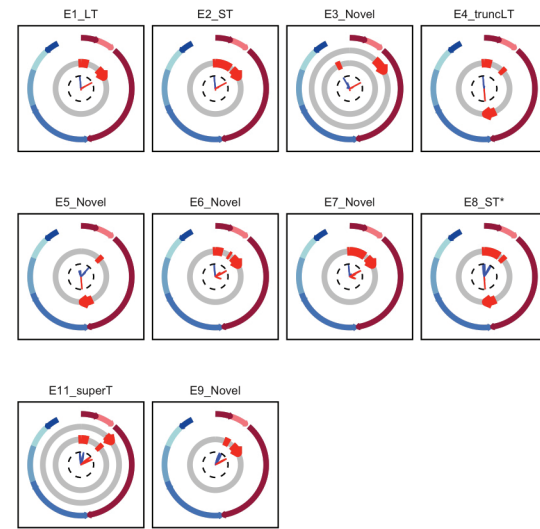 E1_LT
E2_ST
E3_Novel
E4_truncLT
E5_Novel
E6_Novel
E7_Novel
E8_ST*
E11_superT
E9_Novel